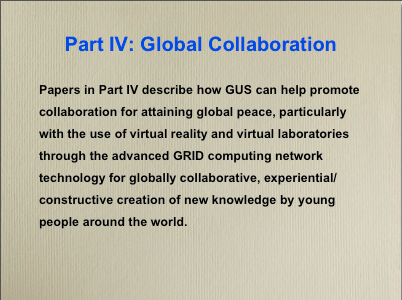 Part IV: Global Collaboration
Papers in Part IV describe how GUS can help promote
collaboration for attaining global peace, particularly
with the use of virtual reality and virtual laboratories
through the advanced GRID computing network
technology for globally collaborative, experiential/
constructive creation of new knowledge by young
people around the world.